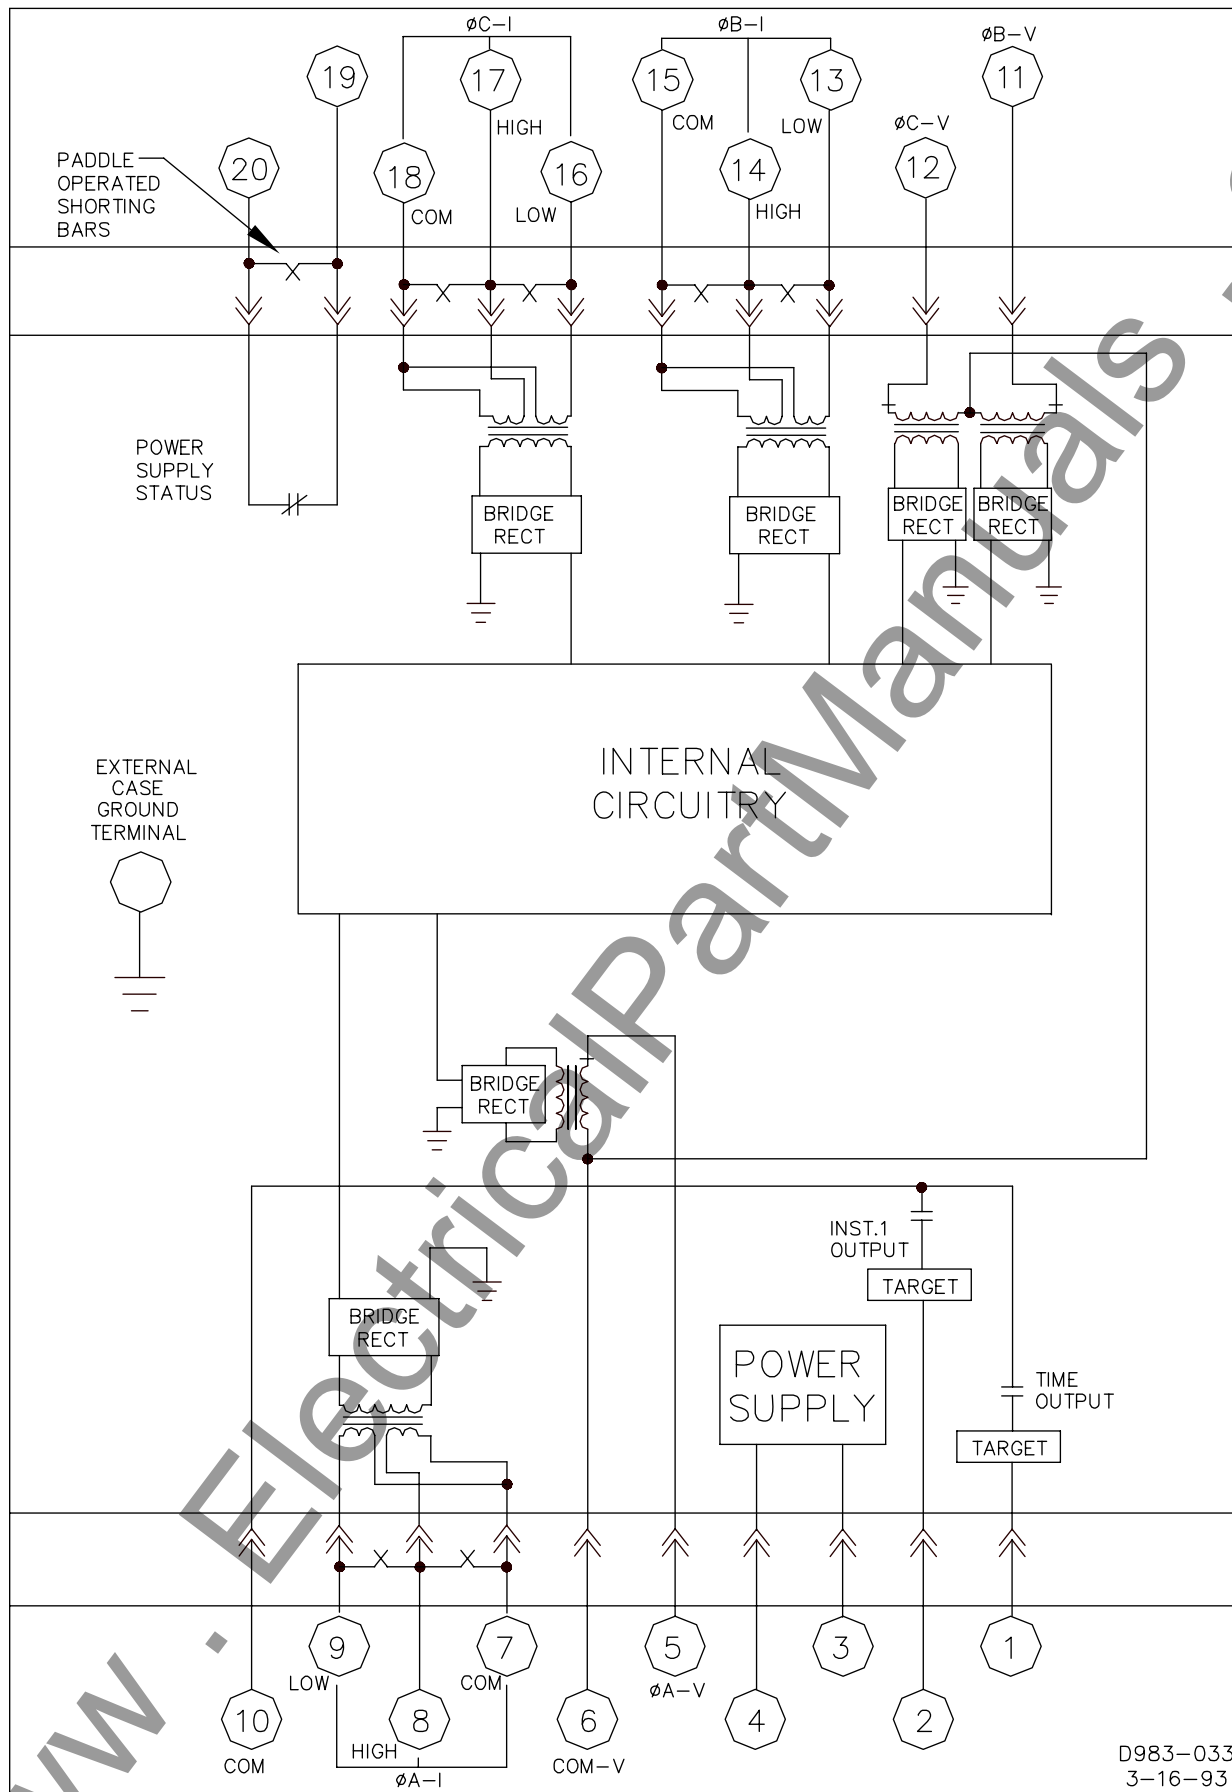 øC-I
øB-I
øB-V
19
17
HIGH
15
COM
13
LOW
11
øC-V
PADDLE
OPERATED
SHORTING
BARS
20
18
COM
16
LOW
14
HIGH
12
POWER
SUPPLY
STATUS
BRIDGE
RECT
BRIDGE
RECT
BRIDGE
RECT
BRIDGE
RECT
INTERNAL
CIRCUITRY
EXTERNAL
CASE
GROUND
TERMINAL
BRIDGE
RECT
INST.1
OUTPUT
TARGET
BRIDGE
RECT
POWER
SUPPLY
TIME
OUTPUT
TARGET
9
LOW
7
COM
5
øA-V
3
1
10
COM
8
HIGH
øA-I
6
COM-V
4
2
D983-033
3-16-93
w . ElectricalPartManuals